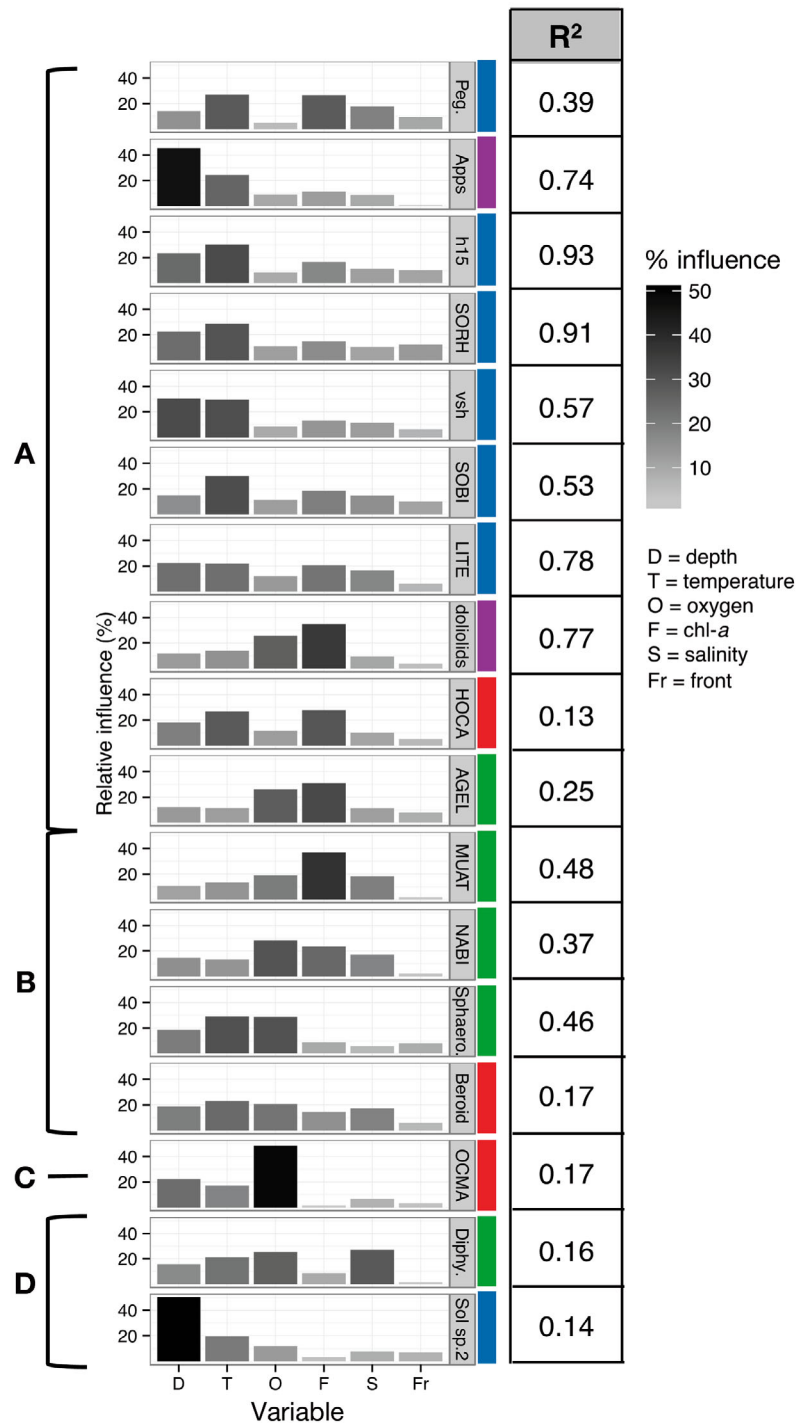 R²
A
B
C
D
Relative influence (%)
40
20
Peg.
0.39
40
20
Apps
0.74
40
20
h15
0.93
40
20
SORH
0.91
40
20
vsh
0.57
40
20
SOBI
0.53
40
20
LITE
0.78
40
20
doliolids
0.77
40
20
HOCA
0.13
40
20
AGEL
0.25
40
20
MUAT
0.48
40
20
NABI
0.37
40
20
Sphaero.
0.46
40
20
Beroid
0.17
40
20
OCMA
0.17
40
20
Diphy.
0.16
40
20
Sol sp.2
0.14
D T O F S Fr
Variable
% influence
50
40
30
20
10
D = depth
T = temperature
O = oxygen
F = chl-a
S = salinity
Fr = front